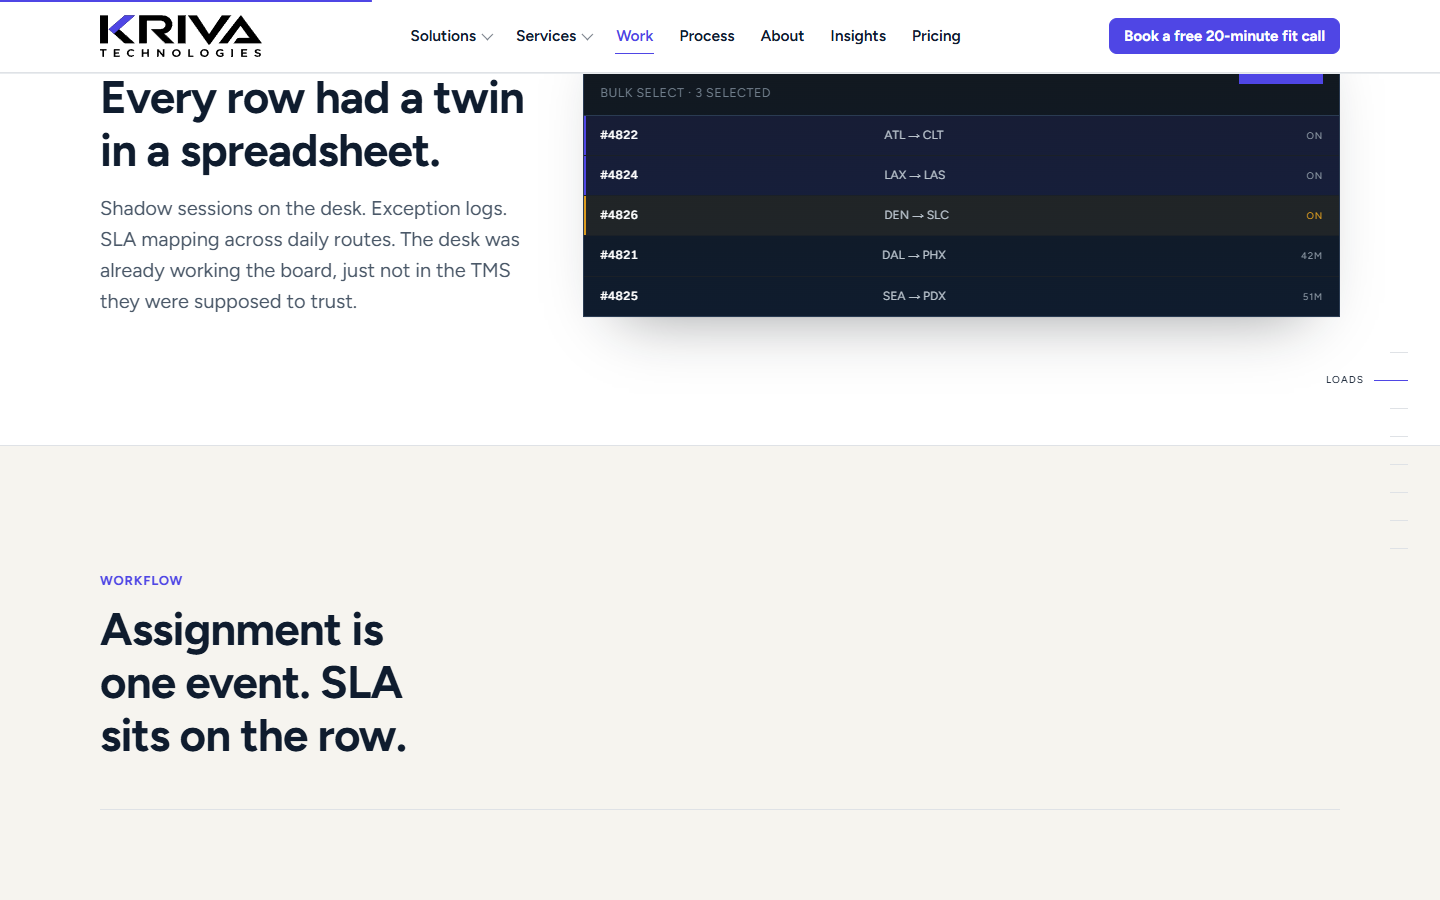 KRIVA
TECHNOLOGIES
Solutions
Services
Work
Process
About
Insights
Pricing
Book a free 20-minute fit call
Every row had a twin
in a spreadsheet.
Shadow sessions on the desk. Exception logs.
SLA mapping across daily routes. The desk was
already working the board, just not in the TMS
they were supposed to trust.
BULK SELECT · 3 SELECTED
#4822 ATL → CLT ON
#4824 LAX → LAS ON
#4826 DEN → SLC ON
#4821 DAL → PHX 42M
#4825 SEA → PDX 51M
LOADS
WORKFLOW
Assignment is
one event. SLA
sits on the row.